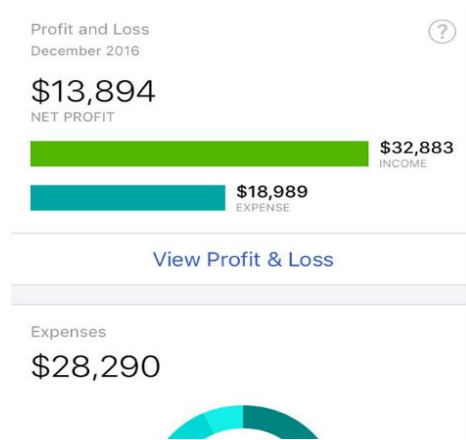 Profit and Loss
December 2016
?
$13,894
NET PROFIT
$32,883
INCOME
$18,989
EXPENSE
View Profit & Loss
Expenses
$28,290